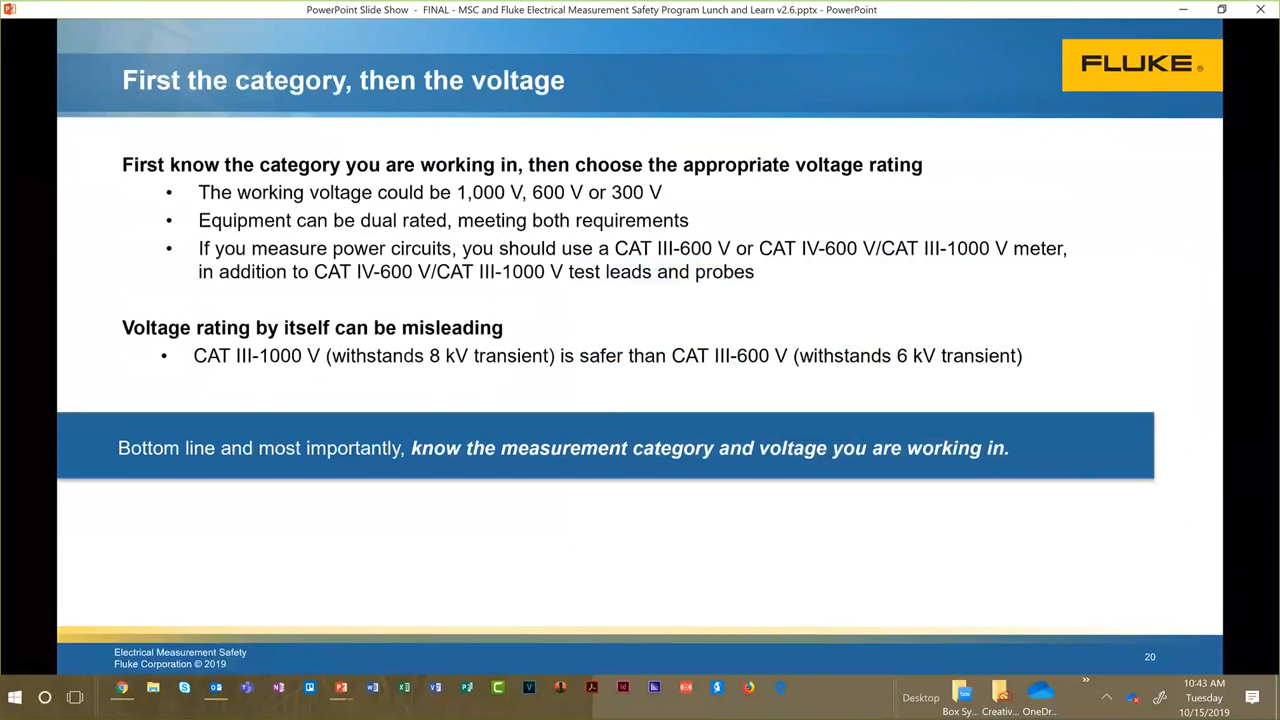 PowerPoint Slide Show - FINAL - MSC and Fluke Electrical Measurement Safety Program Lunch and Learn v2.6.pptx - PowerPoint
First the category, then the voltage
FLUKE®
First know the category you are working in, then choose the appropriate voltage rating
• The working voltage could be 1,000 V, 600 V or 300 V
• Equipment can be dual rated, meeting both requirements
• If you measure power circuits, you should use a CAT III-600 V or CAT IV-600 V/CAT III-1000 V meter,
in addition to CAT IV-600 V/CAT III-1000 V test leads and probes
Voltage rating by itself can be misleading
• CAT III-1000 V (withstands 8 kV transient) is safer than CAT III-600 V (withstands 6 kV transient)
Bottom line and most importantly, know the measurement category and voltage you are working in.
Electrical Measurement Safety
Fluke Corporation © 2019
20
Desktop
Box Sy...
Creativ...
OneDr...
10:43 AM
Tuesday
10/15/2019